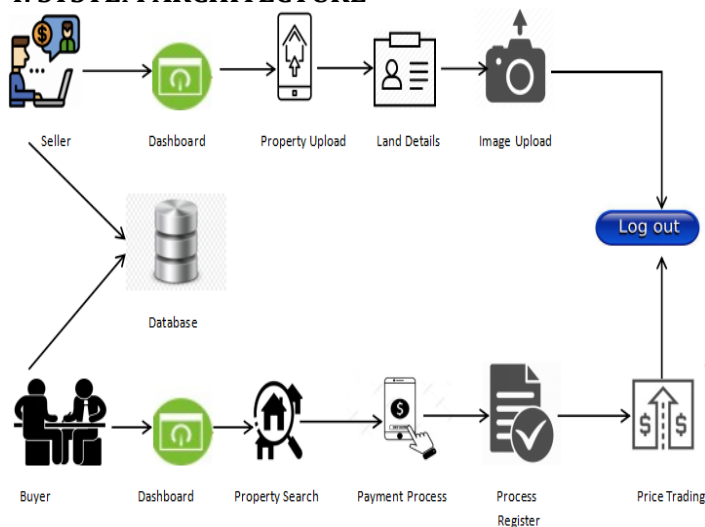 Seller
Dashboard
Property Upload
Land Details
Image Upload
Log out
Database
Buyer
Dashboard
Property Search
Payment Process
Process
Register
Price Trading